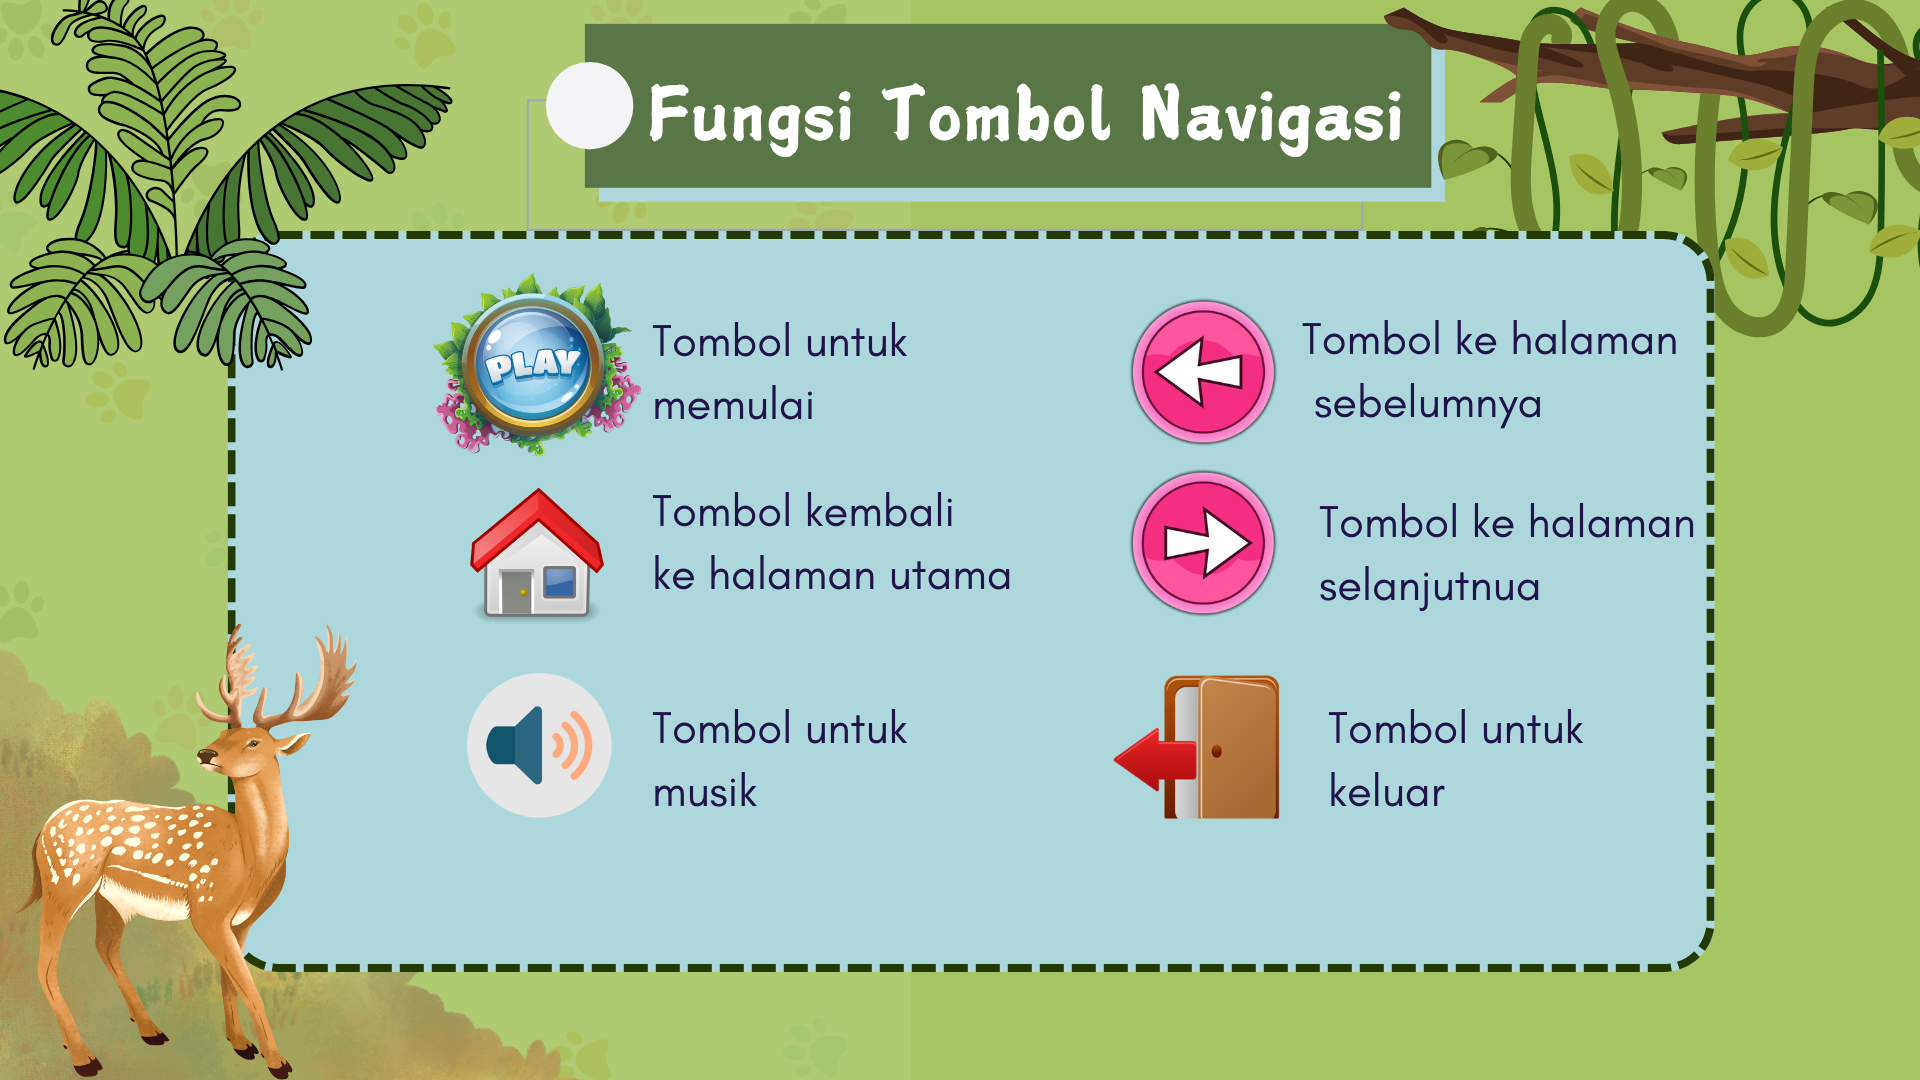 Fungsi Tombol Navigasi
PLAY
Tombol untuk
memulai
Tombol kembali
ke halaman utama
Tombol untuk
musik
Tombol ke halaman
sebelumnya
Tombol ke halaman
selanjutnua
Tombol untuk
keluar